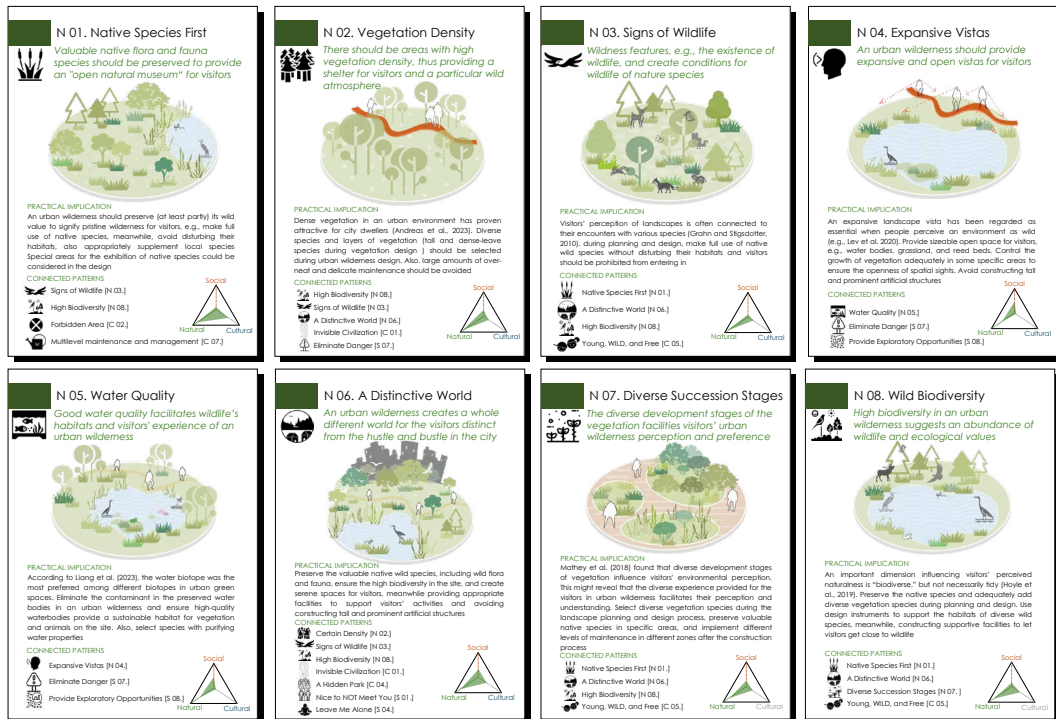 N 01. Native Species First
Valuable native flora and fauna
species should be preserved to provide
an "open natural museum“ for visitors
PRACTICAL IMPLICATION
An urban wilderness should preserve (at least partly) its wild
value to signify pristine wilderness for visitors, e.g., make full
use of native species, meanwhile, avoid disturbing their
habitats, also appropriately supplement local species
Special areas for the exhibition of native species could be
considered in the design
CONNECTED PATTERNS
Signs of Wildlife [N 03.]
High Biodiversity [N 08.]
Forbidden Area [C 02.]
Multilevel maintenance and management [C 07.]
Social
Natural
Cultural
N 02. Vegetation Density
There should be areas with high
vegetation density, thus providing a
shelter for visitors and a particular wild
atmosphere
PRACTICAL IMPLICATION
Dense vegetation in an urban environment has proven
attractive for city dwellers (Andreas et al., 2023). Diverse
species and layers of vegetation (tall and dense-leave
species during vegetation design ) should be selected
during urban wilderness design. Also, large amounts of over-
neat and delicate maintenance should be avoided
CONNECTED PATTERNS
High Biodiversity [N 08.]
Signs of Wildlife [N 03.]
A Distinctive World [N 06.]
Invisible Civilization [C 01.]
Eliminate Danger [S 07.]
Social
Natural
Cultural
N 03. Signs of Wildlife
Wildness features, e.g., the existence of
wildlife, and create conditions for
wildlife of nature species
PRACTICAL IMPLICATION
Visitors' perception of landscapes is often connected to
their encounters with various species (Grahn and Stigsdotter,
2010), during planning and design, make full use of native
wild species without disturbing their habitats and visitors
should be prohibited from entering in
CONNECTED PATTERNS
Native Species First [N 01.]
A Distinctive World [N 06.]
High Biodiversity [N 08.]
Young, WILD, and Free [C 05.]
Social
Natural
Cultural
N 04. Expansive Vistas
An urban wilderness should provide
expansive and open vistas for visitors
PRACTICAL IMPLICATION
An expansive landscape vista has been regarded as
essential when people perceive an environment as wild
(e.g., Lev et al. 2020). Provide sizeable open space for visitors,
e.g., water bodies, grassland, and reed beds. Control the
growth of vegetation adequately in some specific areas to
ensure the openness of spatial sights. Avoid constructing tall
and prominent artificial structures
CONNECTED PATTERNS
Water Quality [N 05.]
Eliminate Danger [S 07.]
Provide Exploratory Opportunities [S 08.]
Social
Natural
Cultural
N 05. Water Quality
Good water quality facilitates wildlife's
habitats and visitors' experience of an
urban wilderness
PRACTICAL IMPLICATION
According to Liang et al. (2023), the water biotope was the
most preferred among different biotopes in urban green
spaces. Eliminate the contaminant in the preserved water
bodies in an urban wilderness and ensure high-quality
waterbodies provide a sustainable habitat for vegetation
and animals on the site. Also, select species with purifying
water properties
Expansive Vistas [N 04.]
Eliminate Danger [S 07.]
Provide Exploratory Opportunities [S 08.]
Social
Natural
Cultural
N 06. A Distinctive World
An urban wilderness creates a whole
different world for the visitors distinct
from the hustle and bustle in the city
PRACTICAL IMPLICATION
Preserve the valuable native wild species, including wild flora
and fauna, ensure the high biodiversity in the site, and create
serene spaces for visitors, meanwhile providing appropriate
facilities to support visitors' activities and avoiding
constructing tall and prominent artificial structures
CONNECTED PATTERNS
Certain Density [N 02.]
Signs of Wildlife [N 03.]
High Biodiversity [N 08.]
Invisible Civilization [C 01.]
A Hidden Park [C 04.]
Nice to NOT Meet You [S 01.]
Leave Me Alone [S 04.]
Social
Natural
Cultural
N 07. Diverse Succession Stages
The diverse development stages of the
vegetation facilities visitors' urban
wilderness perception and preference
PRACTICAL IMPLICATION
Mathey et al. (2018) found that diverse development stages
of vegetation influence visitors' environmental perception.
This might reveal that the diverse experience provided for the
visitors in urban wilderness facilitates their perception and
understanding. Select diverse vegetation species during the
landscape planning and design process, preserve valuable
native species in specific areas, and implement different
levels of maintenance in different zones after the construction
process
CONNECTED PATTERNS
Native Species First [N 01.]
A Distinctive World [N 06.]
High Biodiversity [N 08.]
Young, WILD, and Free [C 05.]
Social
Natural
Cultural
N 08. Wild Biodiversity
High biodiversity in an urban
wilderness suggests an abundance of
wildlife and ecological values
PRACTICAL IMPLICATION
An important dimension influencing visitors' perceived
naturalness is “biodiverse,” but not necessarily tidy (Hoyle et
al., 2019). Preserve the native species and adequately add
diverse vegetation species during planning and design. Use
design instruments to support the habitats of diverse wild
species, meanwhile, constructing supportive facilities to let
visitors get close to wildlife
CONNECTED PATTERNS
Native Species First [N 01.]
A Distinctive World [N 06.]
Diverse Succession Stages [N 07. ]
Young, WILD, and Free [C 05.]
Social
Natural
Cultural